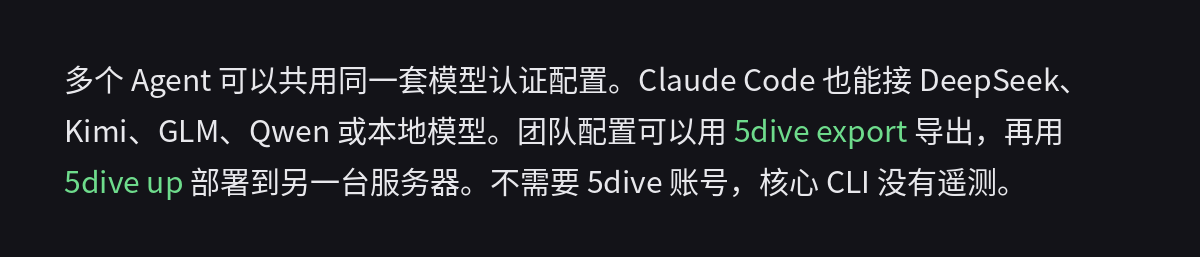 多个 Agent 可以共用同一套模型认证配置。Claude Code 也能接 DeepSeek、
Kimi、GLM、Qwen 或本地模型。团队配置可以用 5dive export 导出，再用
5dive up 部署到另一台服务器。不需要 5dive 账号，核心 CLI 没有遥测。